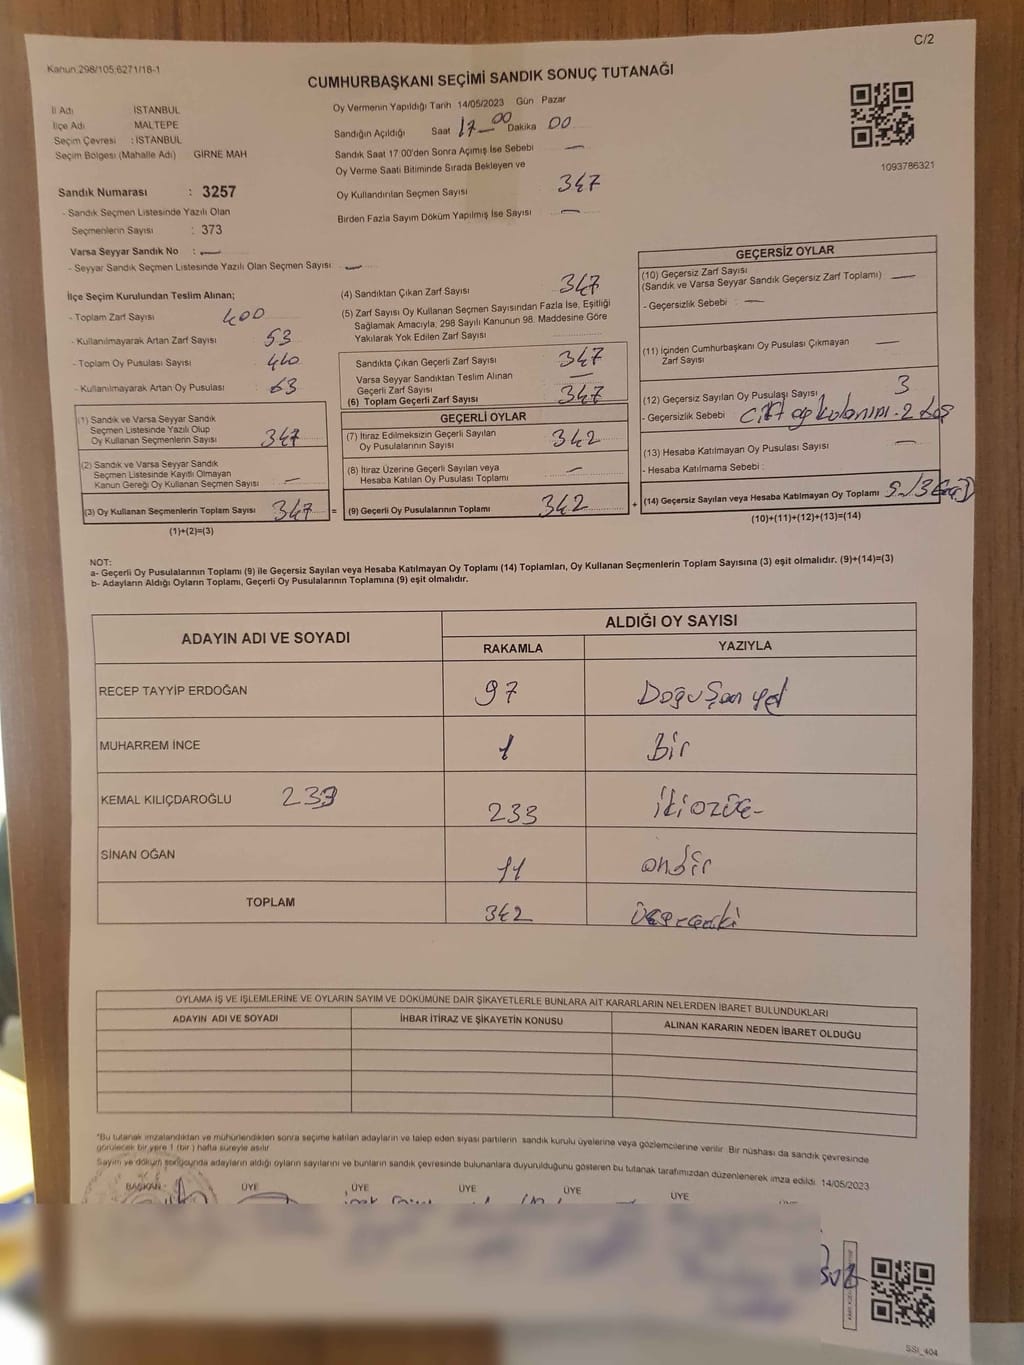 C/2
Kanun:298/105,6271/18-1
CUMHURBAŞKANI SEÇİMİ SANDIK SONUÇ TUTANAĞI
İl Adı İSTANBUL
İlçe Adı MALTEPE
Seçim Çevresi : İSTANBUL
Seçim Bölgesi (Mahalle Adı) GİRNE MAH
Sandık Numarası : 3257
- Sandık Seçmen Listesinde Yazılı Olan
Seçmenlerin Sayısı : 373
Varsa Seyyar Sandık No : —
- Seyyar Sandık Seçmen Listesinde Yazılı Olan Seçmen Sayısı —
Oy Vermenin Yapıldığı Tarih 14/05/2023 Gün Pazar
Sandığın Açıldığı Saat 17-00 Dakika 00
Sandık Saat 17.00'den Sonra Açılmış İse Sebebi —
Oy Verme Saati Bitiminde Sırada Bekleyen ve
Oy Kullandırılan Seçmen Sayısı 347
Birden Fazla Sayım Döküm Yapılmış İse Sayısı —
1093786321
İlçe Seçim Kurulundan Teslim Alınan;
- Toplam Zarf Sayısı 400
- Kullanılmayarak Artan Zarf Sayısı 53
- Toplam Oy Pusulası Sayısı
- Kullanılmayarak Artan Oy Pusulası 63
(1) Sandık ve Varsa Seyyar Sandık
Seçmen Listesinde Yazılı Olup
Oy Kullanan Seçmenlerin Sayısı 347
(2) Sandık ve Varsa Seyyar Sandık
Seçmen Listesinde Kayıtlı Olmayan
Kanun Gereği Oy Kullanan Seçmen Sayısı —
(3) Oy Kullanan Seçmenlerin Toplam Sayısı 347 =
(1)+(2)=(3)
(4) Sandıktan Çıkan Zarf Sayısı 347
(5) Zarf Sayısı Oy Kullanan Seçmen Sayısından Fazla İse, Eşitliği
Sağlamak Amacıyla, 298 Sayılı Kanunun 98. Maddesine Göre
Yakılarak Yok Edilen Zarf Sayısı
Sandıkta Çıkan Geçerli Zarf Sayısı 347
Varsa Seyyar Sandıktan Teslim Alınan
Geçerli Zarf Sayısı —
(6) Toplam Geçerli Zarf Sayısı 347
GEÇERLİ OYLAR
(7) İtiraz Edilmeksizin Geçerli Sayılan
Oy Pusulalarının Sayısı 342
(8) İtiraz Üzerine Geçerli Sayılan veya
Hesaba Katılan Oy Pusulası Toplamı —
(9) Geçerli Oy Pusulalarının Toplamı 342 +
GEÇERSİZ OYLAR
(10) Geçersiz Zarf Sayısı
(Sandık ve Varsa Seyyar Sandık Geçersiz Zarf Toplamı) —
- Geçersizlik Sebebi : —
(11) İçinden Cumhurbaşkanı Oy Pusulası Çıkmayan
Zarf Sayısı —
(12) Geçersiz Sayılan Oy Pusulası Sayısı 3
- Geçersizlik Sebebi Çift oy kullanımı - 2 boş
(13) Hesaba Katılmayan Oy Pusulası Sayısı —
- Hesaba Katılmama Sebebi :
(14) Geçersiz Sayılan veya Hesaba Katılmayan Oy Toplamı
(10)+(11)+(12)+(13)=(14)
NOT:
a- Geçerli Oy Pusulalarının Toplamı (9) ile Geçersiz Sayılan veya Hesaba Katılmayan Oy Toplamı (14) Toplamları, Oy Kullanan Seçmenlerin Toplam Sayısına (3) eşit olmalıdır. (9)+(14)=(3)
b- Adayların Aldığı Oyların Toplamı, Geçerli Oy Pusulalarının Toplamına (9) eşit olmalıdır.
ADAYIN ADI VE SOYADI ALDIĞI OY SAYISI
RAKAMLA YAZIYLA
RECEP TAYYİP ERDOĞAN 97
MUHARREM İNCE 1 Bir
KEMAL KILIÇDAROĞLU 233 233
SİNAN OĞAN 11 onbir
TOPLAM 342
OYLAMA İŞ VE İŞLEMLERİNE VE OYLARIN SAYIM VE DÖKÜMÜNE DAİR ŞİKAYETLERLE BUNLARA AİT KARARLARIN NELERDEN İBARET BULUNDUKLARI
ADAYIN ADI VE SOYADI İHBAR İTİRAZ VE ŞİKAYETİN KONUSU ALINAN KARARIN NEDEN İBARET OLDUĞU
*Bu tutanak imzalandıktan ve mühürlendikten sonra seçime katılan adayların ve talep eden siyasi partilerin sandık kurulu üyelerine veya gözlemcilerine verilir. Bir nüshası da sandık çevresinde
görülecek bir yere 1 (bir) hafta süreyle asılır
Sayım ve döküm sonucunda adayların aldığı oyların sayılarını ve bunların sandık çevresinde bulunanlara duyurulduğunu gösteren bu tutanak tarafımızdan düzenlenerek imza edildi. 14/05/2023
BAŞKAN ÜYE ÜYE ÜYE ÜYE ÜYE
SSİ_404